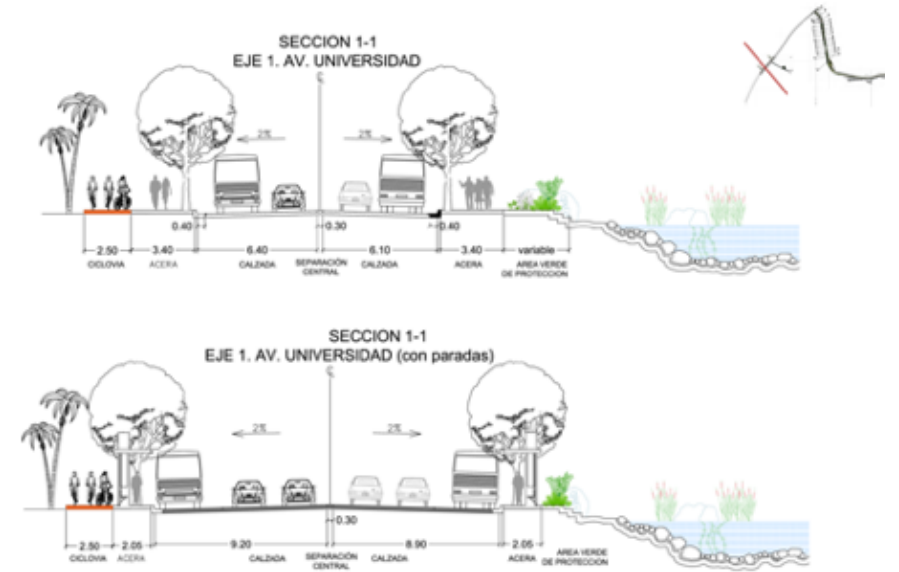 SECCION 1-1
EJE 1. AV. UNIVERSIDAD
2% 2%
0.40 0.30 0.40
2.50 3.40 6.40 6.10 3.40 variable
CICLOVIA ACERA CALZADA SEPARACIÓN CENTRAL CALZADA ACERA AREA VERDE DE PROTECCION
SECCION 1-1
EJE 1. AV. UNIVERSIDAD (con paradas)
2% 2%
0.30
2.50 2.05 9.20 8.90 2.05
CICLOVIA ACERA CALZADA SEPARACIÓN CENTRAL CALZADA ACERA AREA VERDE DE PROTECCION